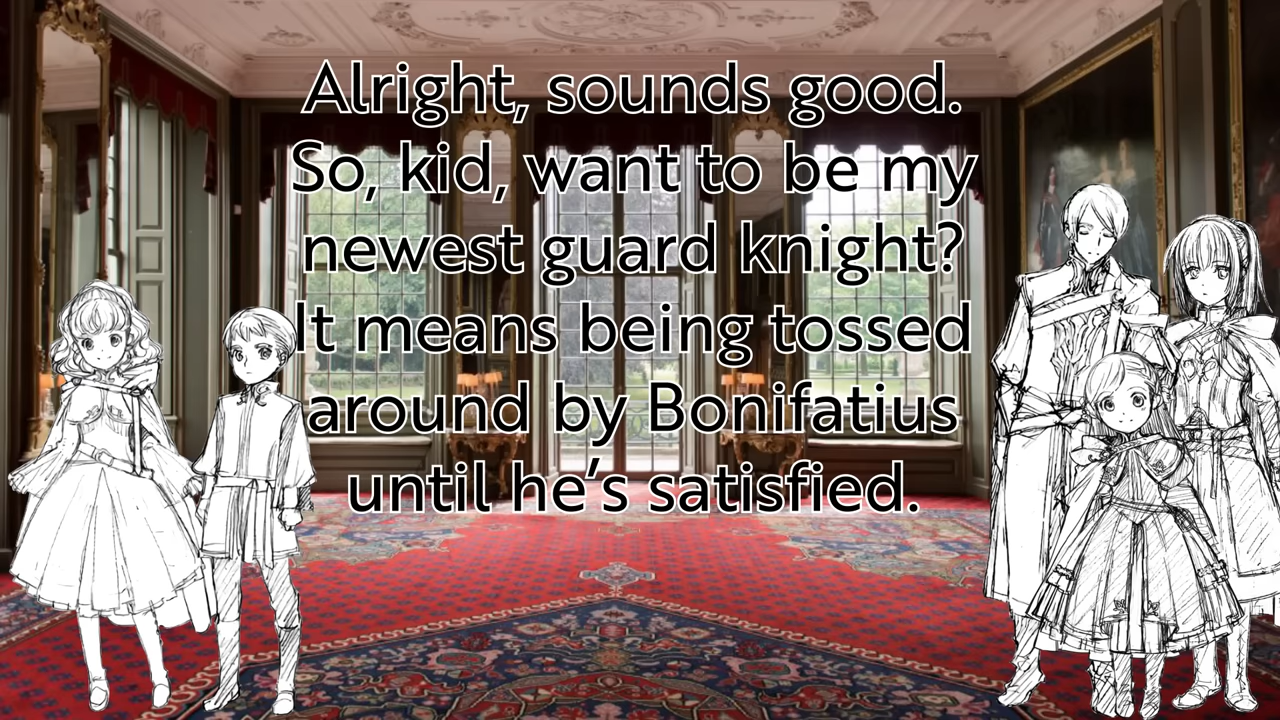 Alright, sounds good.
So, kid, want to be my
newest guard knight?
It means being tossed
around by Bonifatius
until he's satisfied.